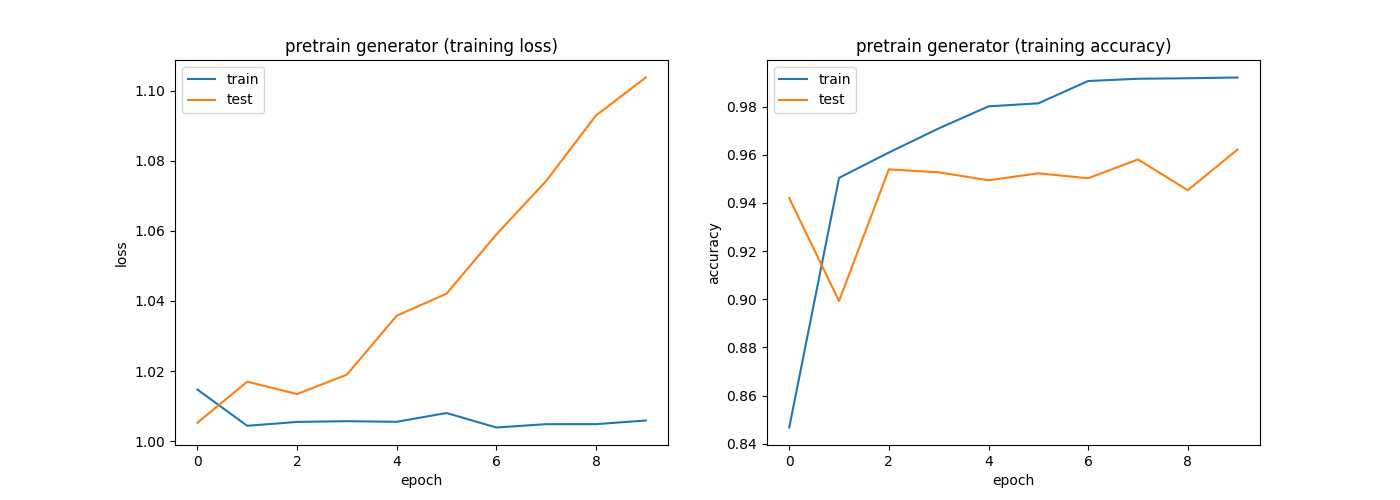 pretrain generator (training loss)
train
test
1.10
1.08
1.06
1.04
1.02
1.00
loss
0 2 4 6 8
epoch
pretrain generator (training accuracy)
train
test
0.98
0.96
0.94
0.92
0.90
0.88
0.86
0.84
accuracy
0 2 4 6 8
epoch